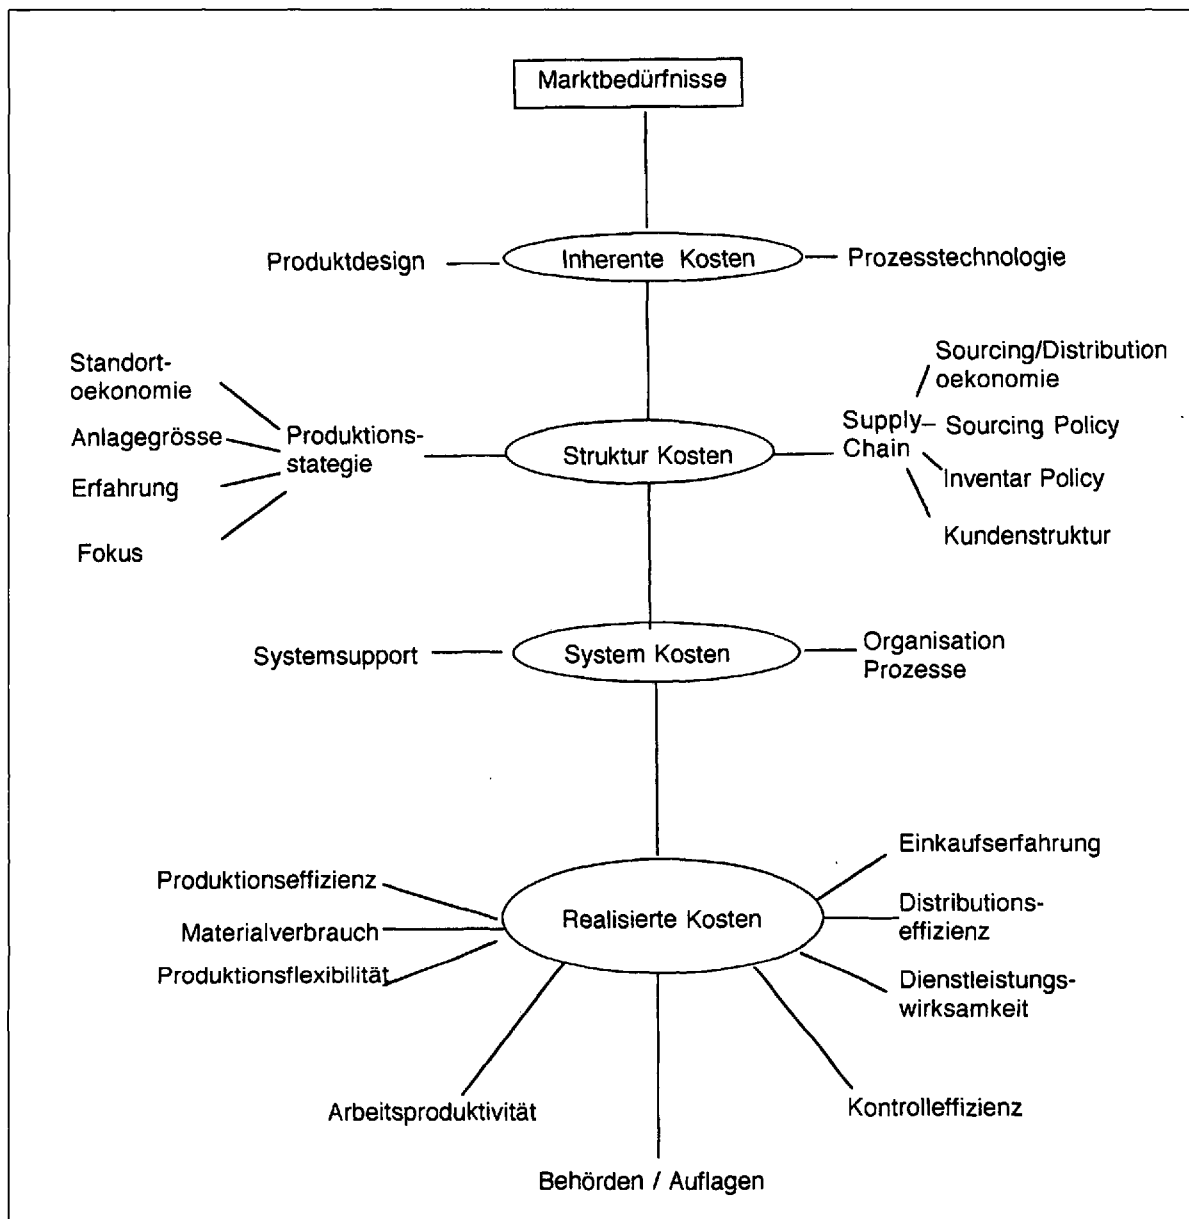 Marktbedürfnisse
Produktdesign
Inherente Kosten
Prozesstechnologie
Standort-
oekonomie
Anlagegrösse
Erfahrung
Fokus
Produktions-
stategie
Struktur Kosten
Supply-
Chain
Sourcing/Distribution
oekonomie
Sourcing Policy
Inventar Policy
Kundenstruktur
Systemsupport
System Kosten
Organisation
Prozesse
Produktionseffizienz
Materialverbrauch
Produktionsflexibilität
Realisierte Kosten
Einkaufserfahrung
Distributions-
effizienz
Dienstleistungs-
wirksamkeit
Arbeitsproduktivität
Kontrolleffizienz
Behörden / Auflagen